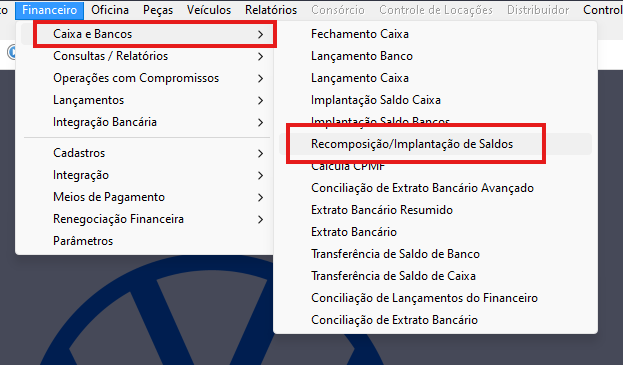 Financeiro Oficina Peças Veículos Relatórios Consórcio Controle de Locações Distribuidor Control
Caixa e Bancos
Consultas / Relatórios
Operações com Compromissos
Lançamentos
Integração Bancária
Cadastros
Integração
Meios de Pagamento
Renegociação Financeira
Parâmetros
Fechamento Caixa
Lançamento Banco
Lançamento Caixa
Implantação Saldo Caixa
Implantação Saldo Bancos
Recomposição/Implantação de Saldos
Calcula CPMF
Conciliação de Extrato Bancário Avançado
Extrato Bancário Resumido
Extrato Bancário
Transferência de Saldo de Banco
Transferência de Saldo de Caixa
Conciliação de Lançamentos do Financeiro
Conciliação de Extrato Bancário